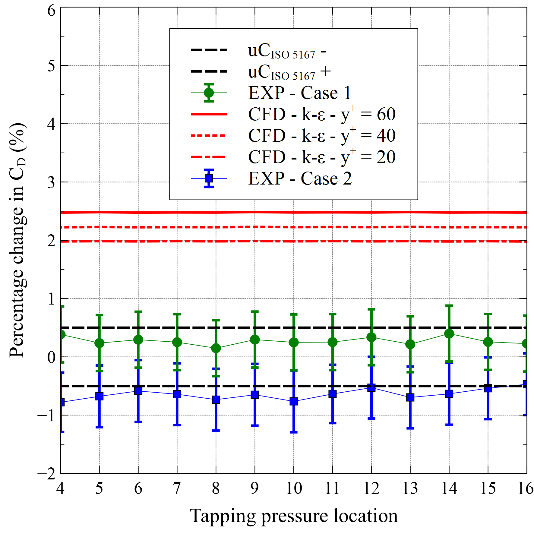 6
5
4
3
2
1
0
−1
−2
Percentage change in C_D (%)
uC_ISO 5167 -
uC_ISO 5167 +
EXP - Case 1
CFD - k-ε - y⁺ = 60
CFD - k-ε - y⁺ = 40
CFD - k-ε - y⁺ = 20
EXP - Case 2
4 5 6 7 8 9 10 11 12 13 14 15 16
Tapping pressure location